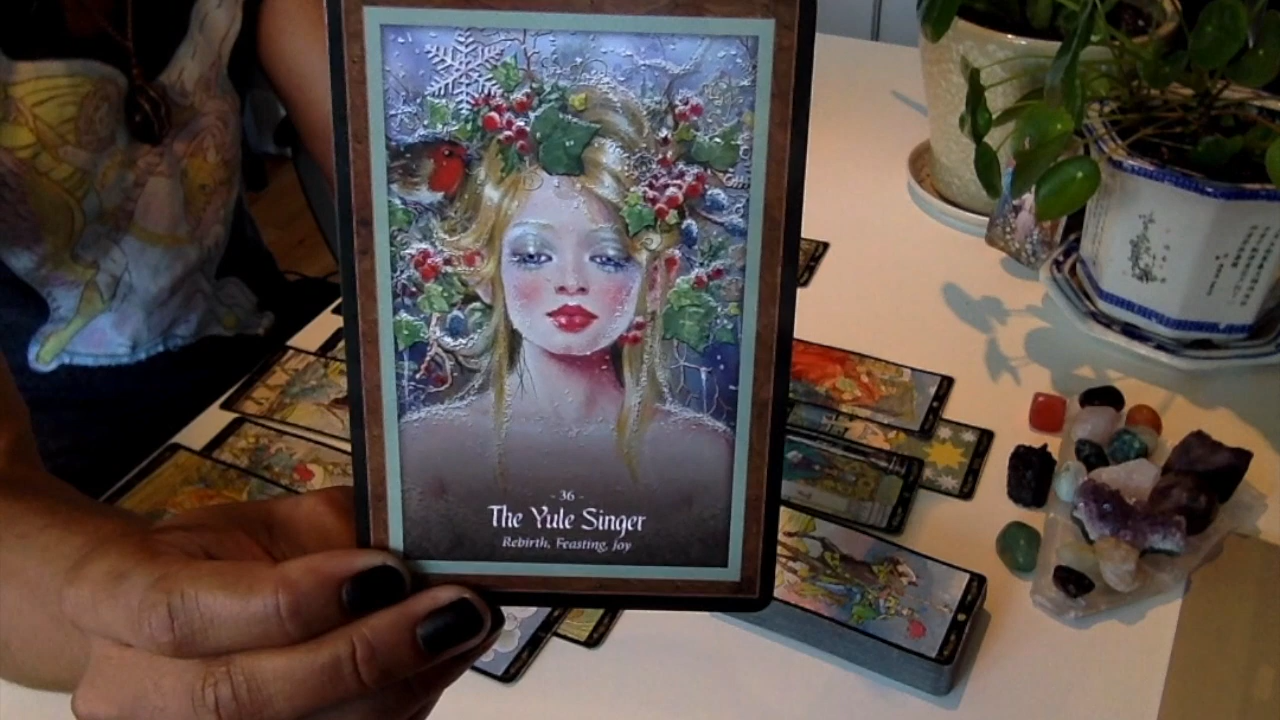 - 36 -
The Yule Singer
Rebirth, Feasting, Joy